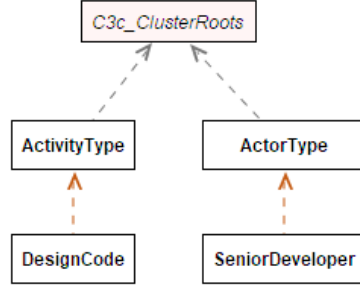 C3c_ClusterRoots
ActivityType
ActorType
DesignCode
SeniorDeveloper